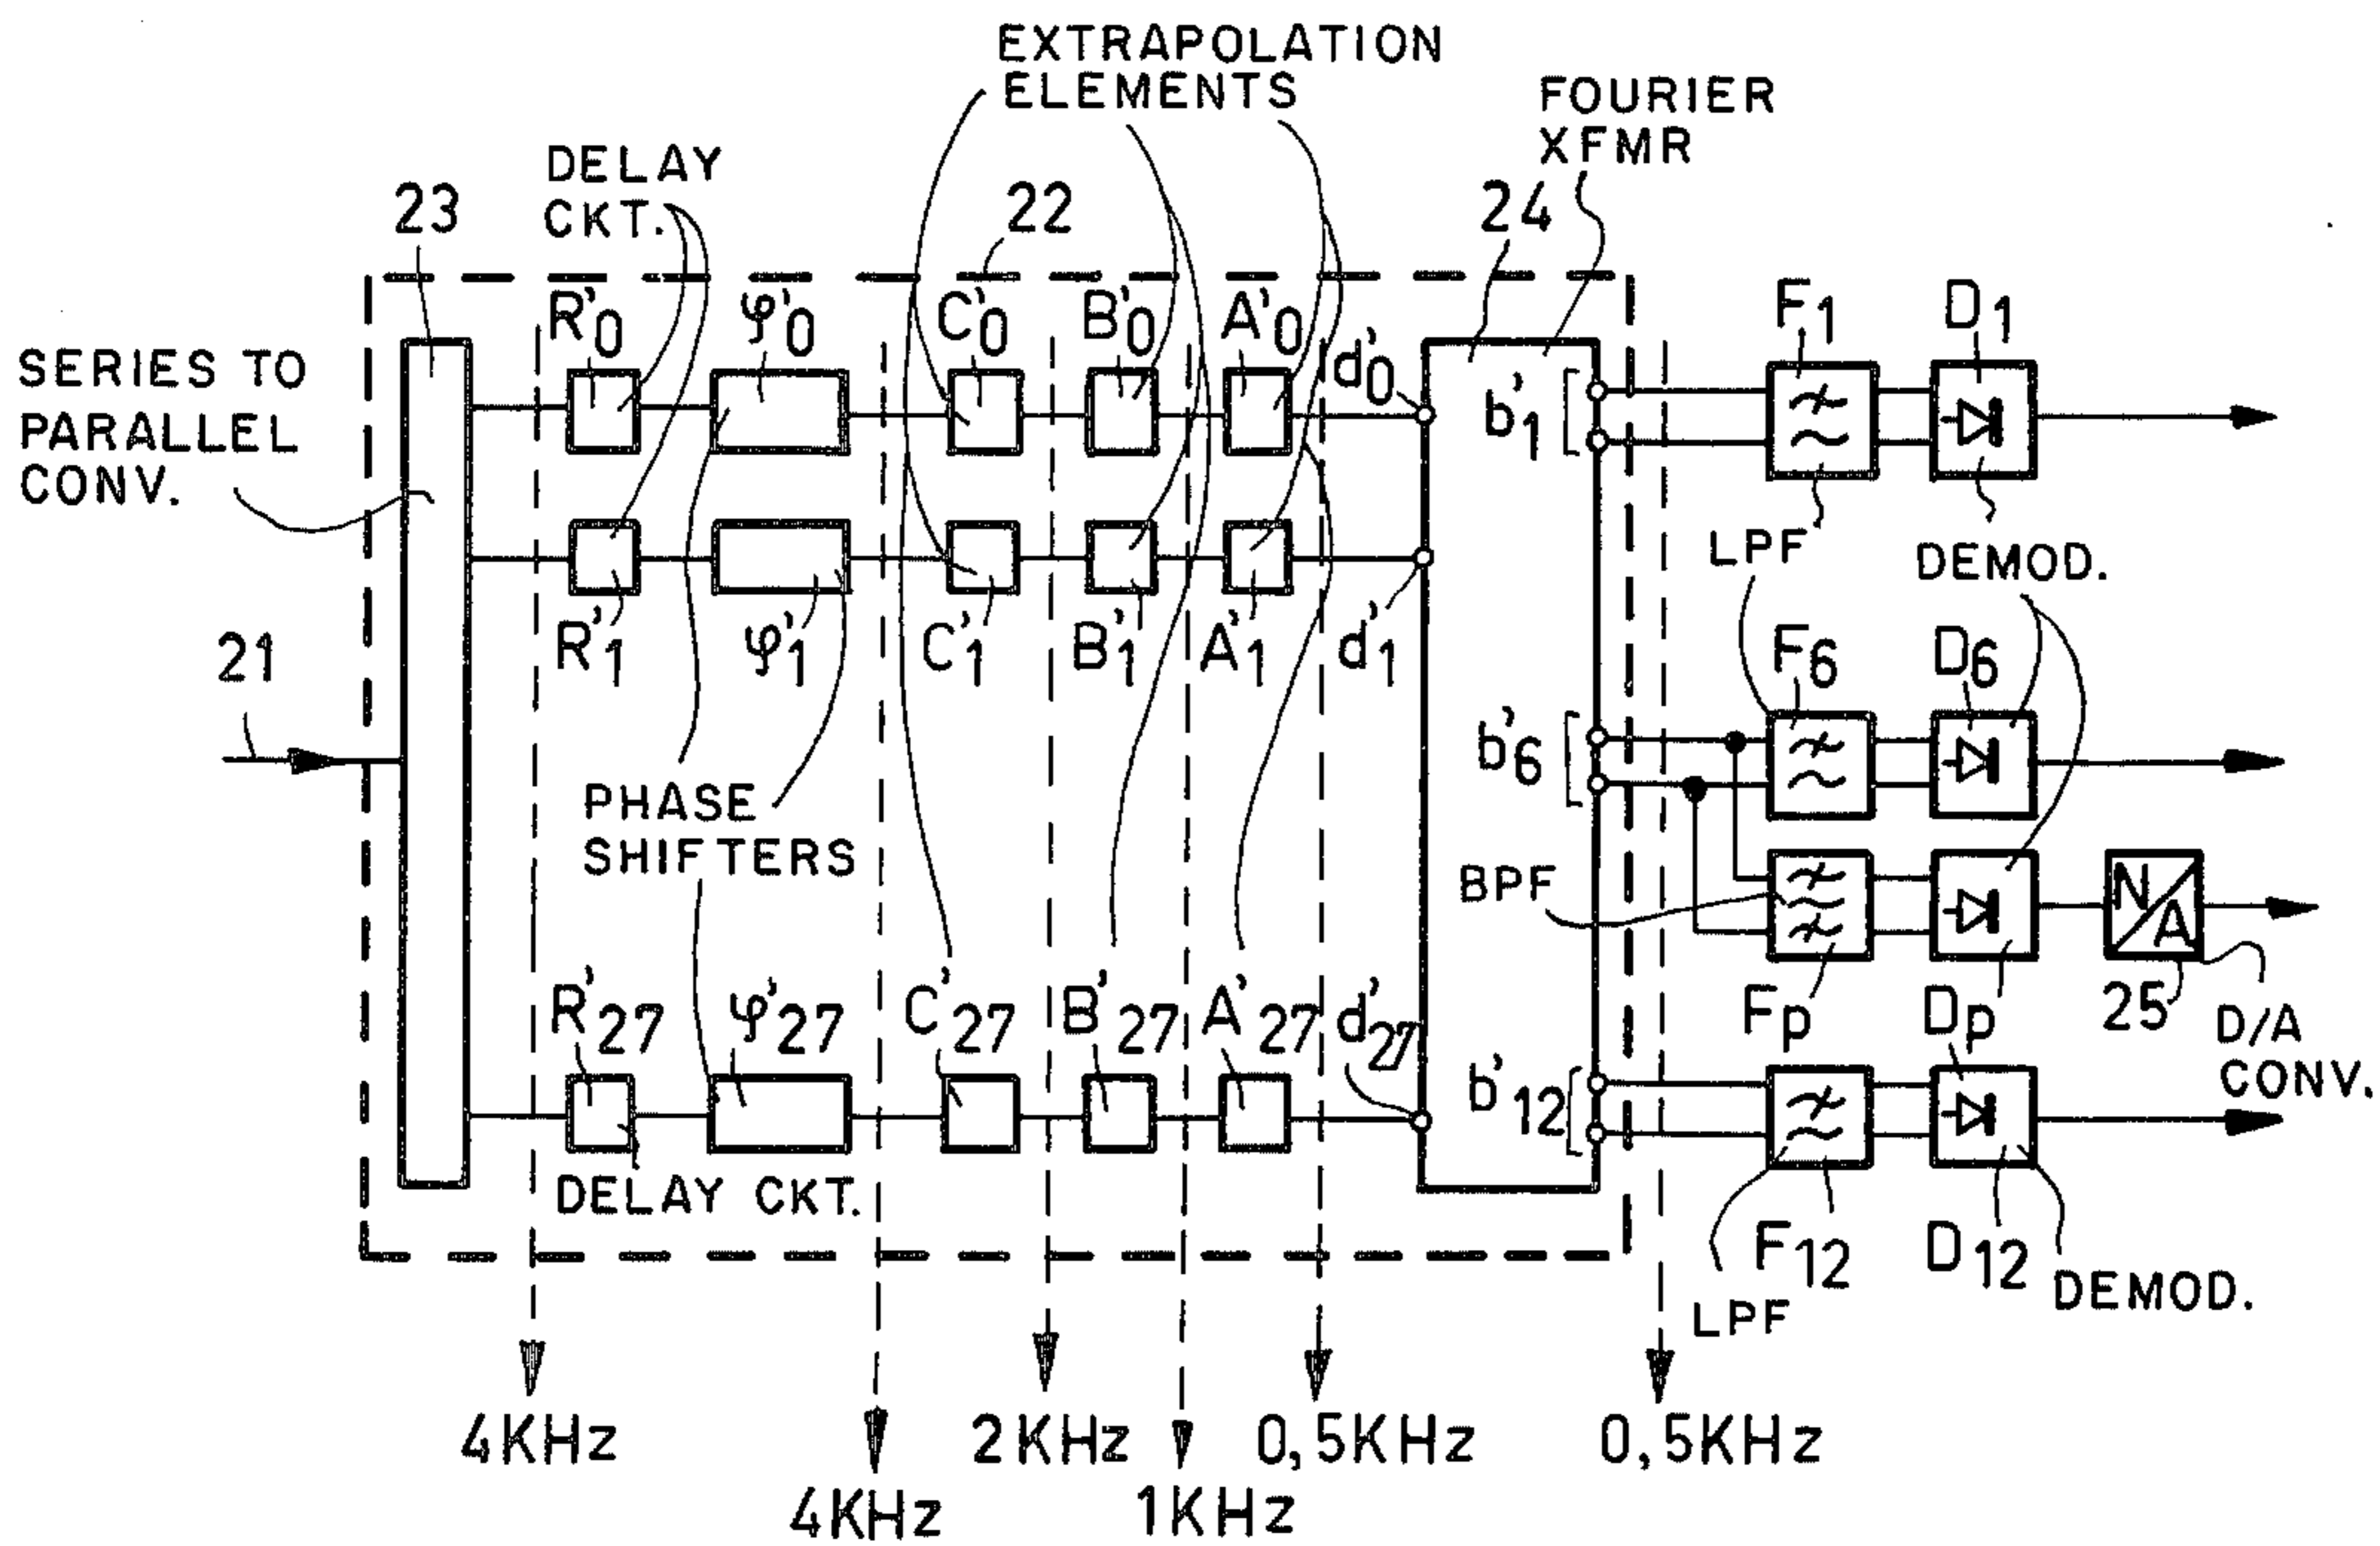 EXTRAPOLATION
ELEMENTS
FOURIER
XFMR
DELAY
CKT.
23
22
24
R'0
φ'0
C'0
B'0
A'0
d'0
F1
D1
SERIES TO
PARALLEL
CONV.
b'1
LPF
DEMOD.
R'1
φ'1
C'1
B'1
A'1
d'1
21
F6
D6
b'6
PHASE
SHIFTERS
BPF
N/A
R'27
φ'27
C'27
B'27
A'27
d'27
Fp
Dp
25
D/A
CONV.
b'12
DELAY CKT.
F12
D12
DEMOD.
LPF
4KHz
2KHz
0,5KHz
0,5KHz
4KHz
1KHz